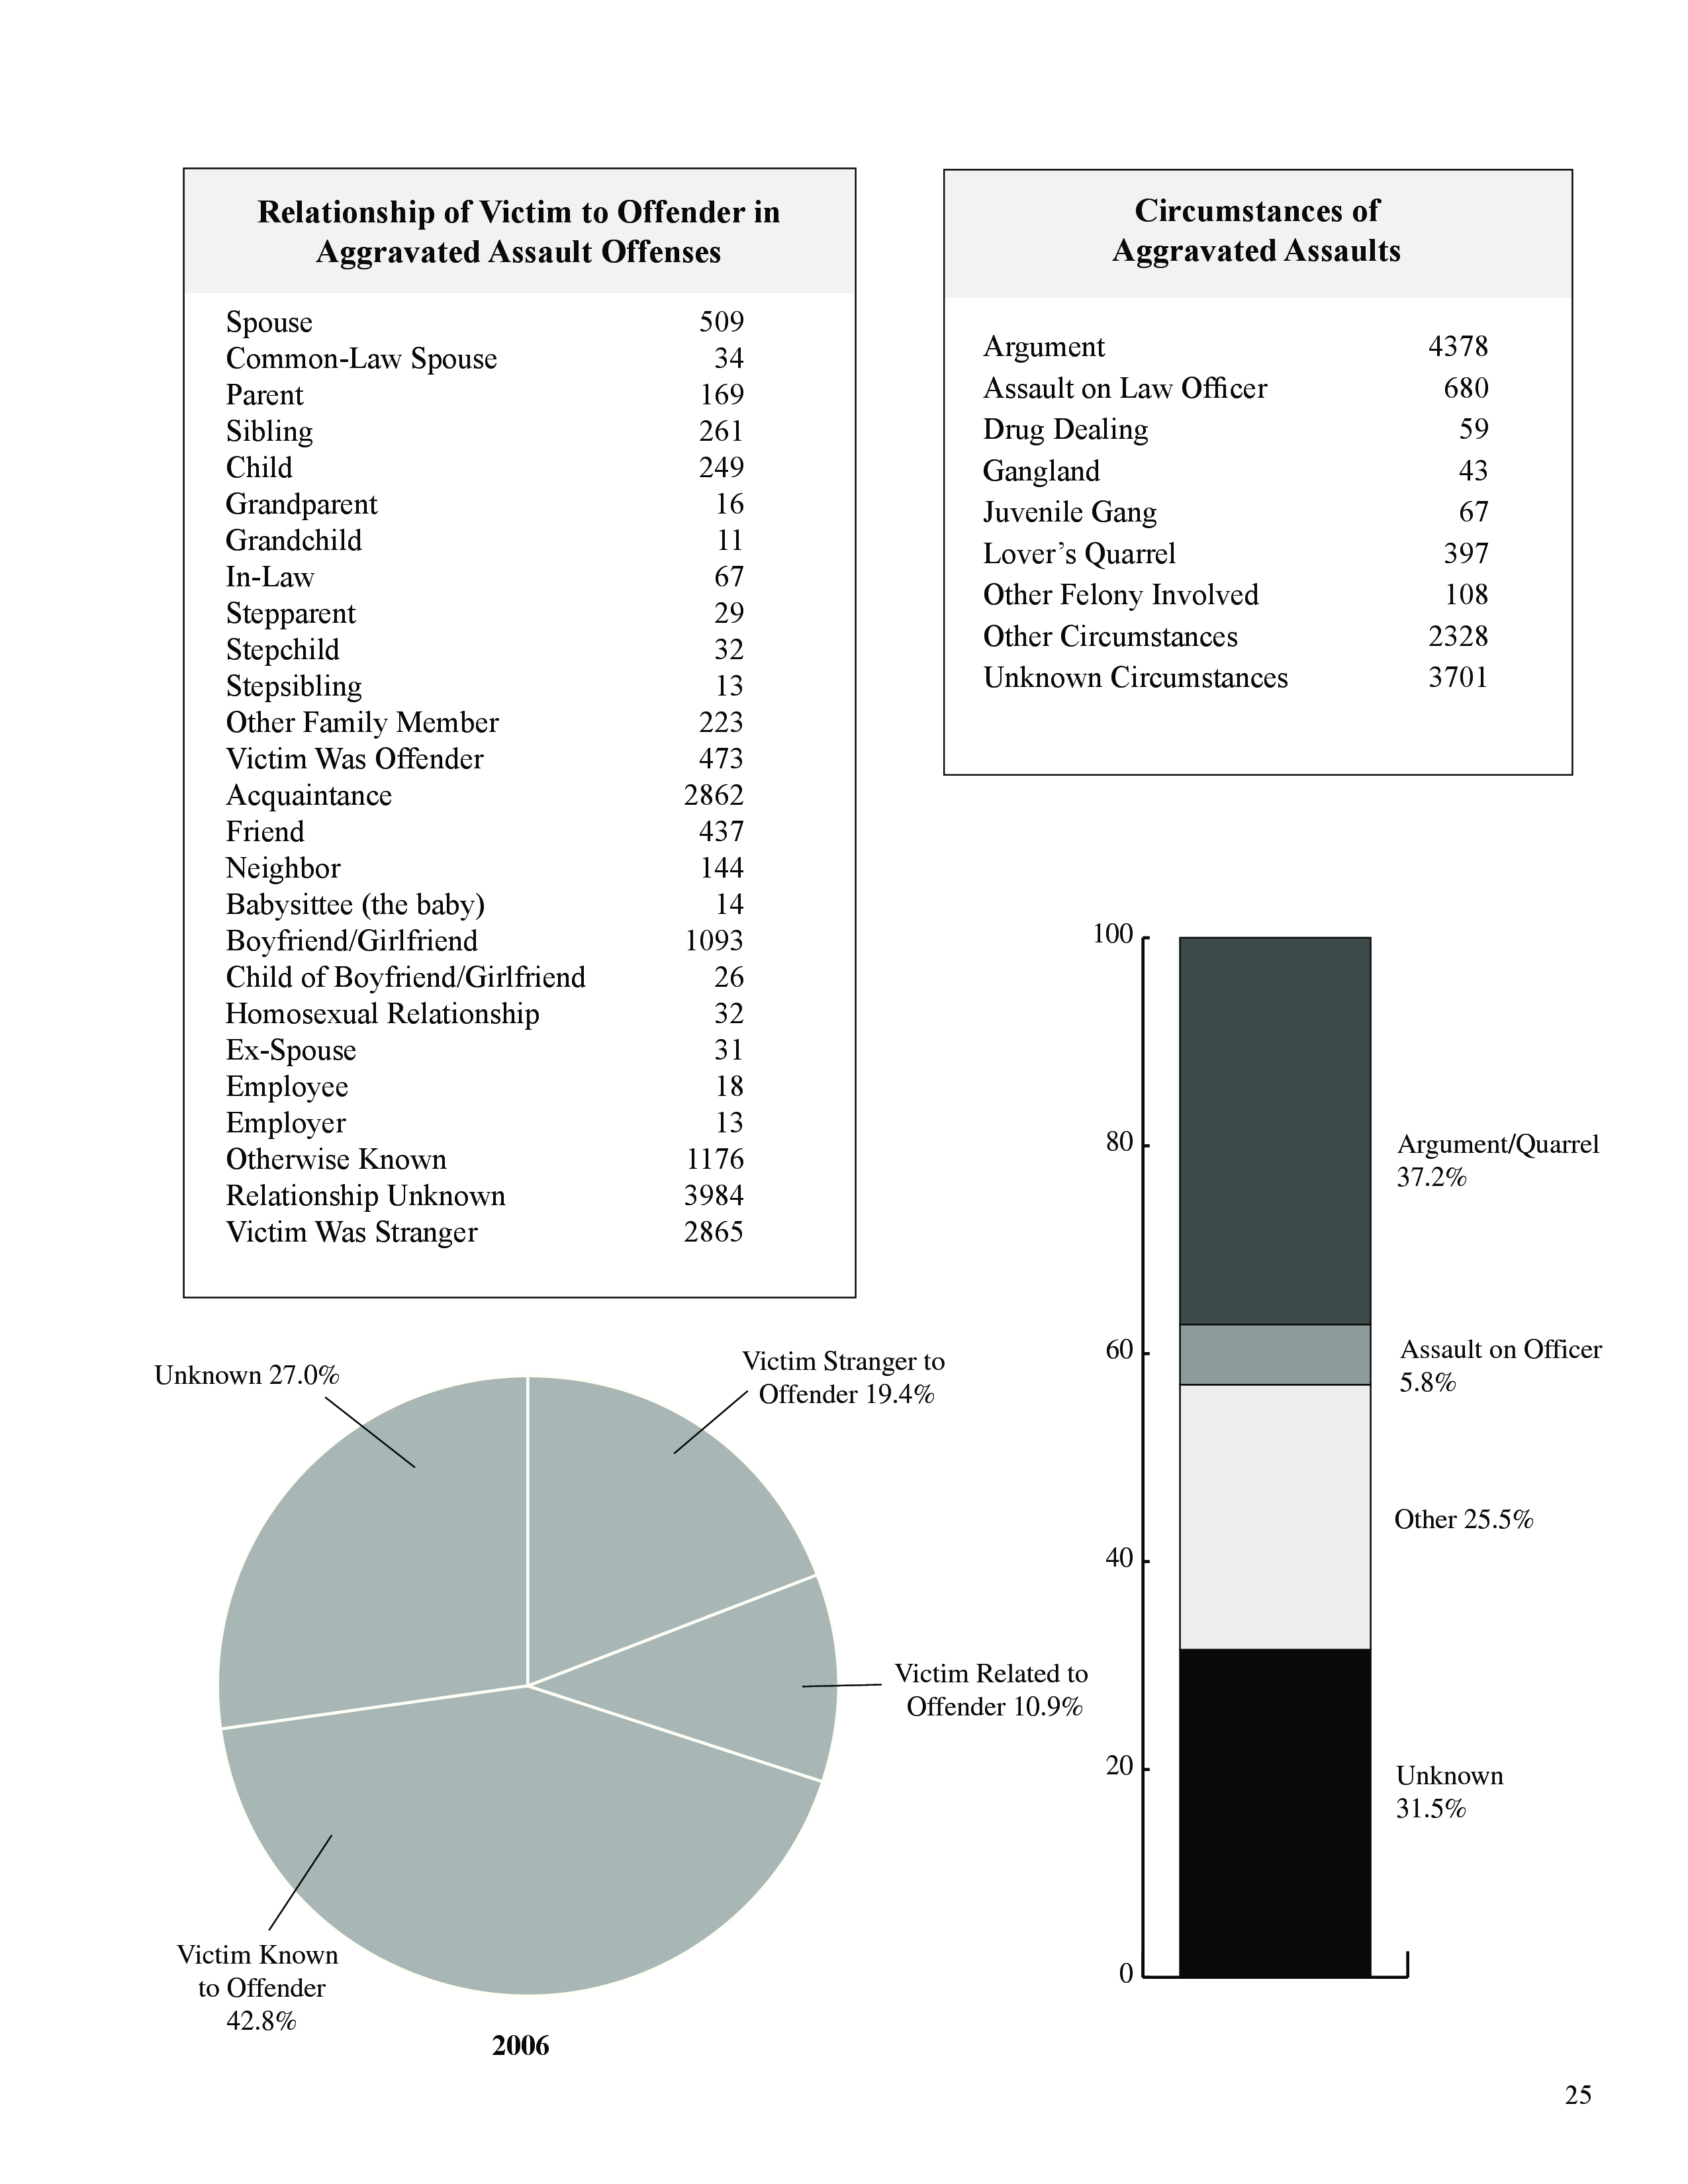 Relationship of Victim to Offender in
Aggravated Assault Offenses
Spouse 509
Common-Law Spouse 34
Parent 169
Sibling 261
Child 249
Grandparent 16
Grandchild 11
In-Law 67
Stepparent 29
Stepchild 32
Stepsibling 13
Other Family Member 223
Victim Was Offender 473
Acquaintance 2862
Friend 437
Neighbor 144
Babysittee (the baby) 14
Boyfriend/Girlfriend 1093
Child of Boyfriend/Girlfriend 26
Homosexual Relationship 32
Ex-Spouse 31
Employee 18
Employer 13
Otherwise Known 1176
Relationship Unknown 3984
Victim Was Stranger 2865
Circumstances of
Aggravated Assaults
Argument 4378
Assault on Law Officer 680
Drug Dealing 59
Gangland 43
Juvenile Gang 67
Lover’s Quarrel 397
Other Felony Involved 108
Other Circumstances 2328
Unknown Circumstances 3701
Unknown 27.0%
Victim Stranger to
Offender 19.4%
Victim Related to
Offender 10.9%
Victim Known
to Offender
42.8%
2006
100
80
60
40
20
0
Argument/Quarrel
37.2%
Assault on Officer
5.8%
Other 25.5%
Unknown
31.5%
25